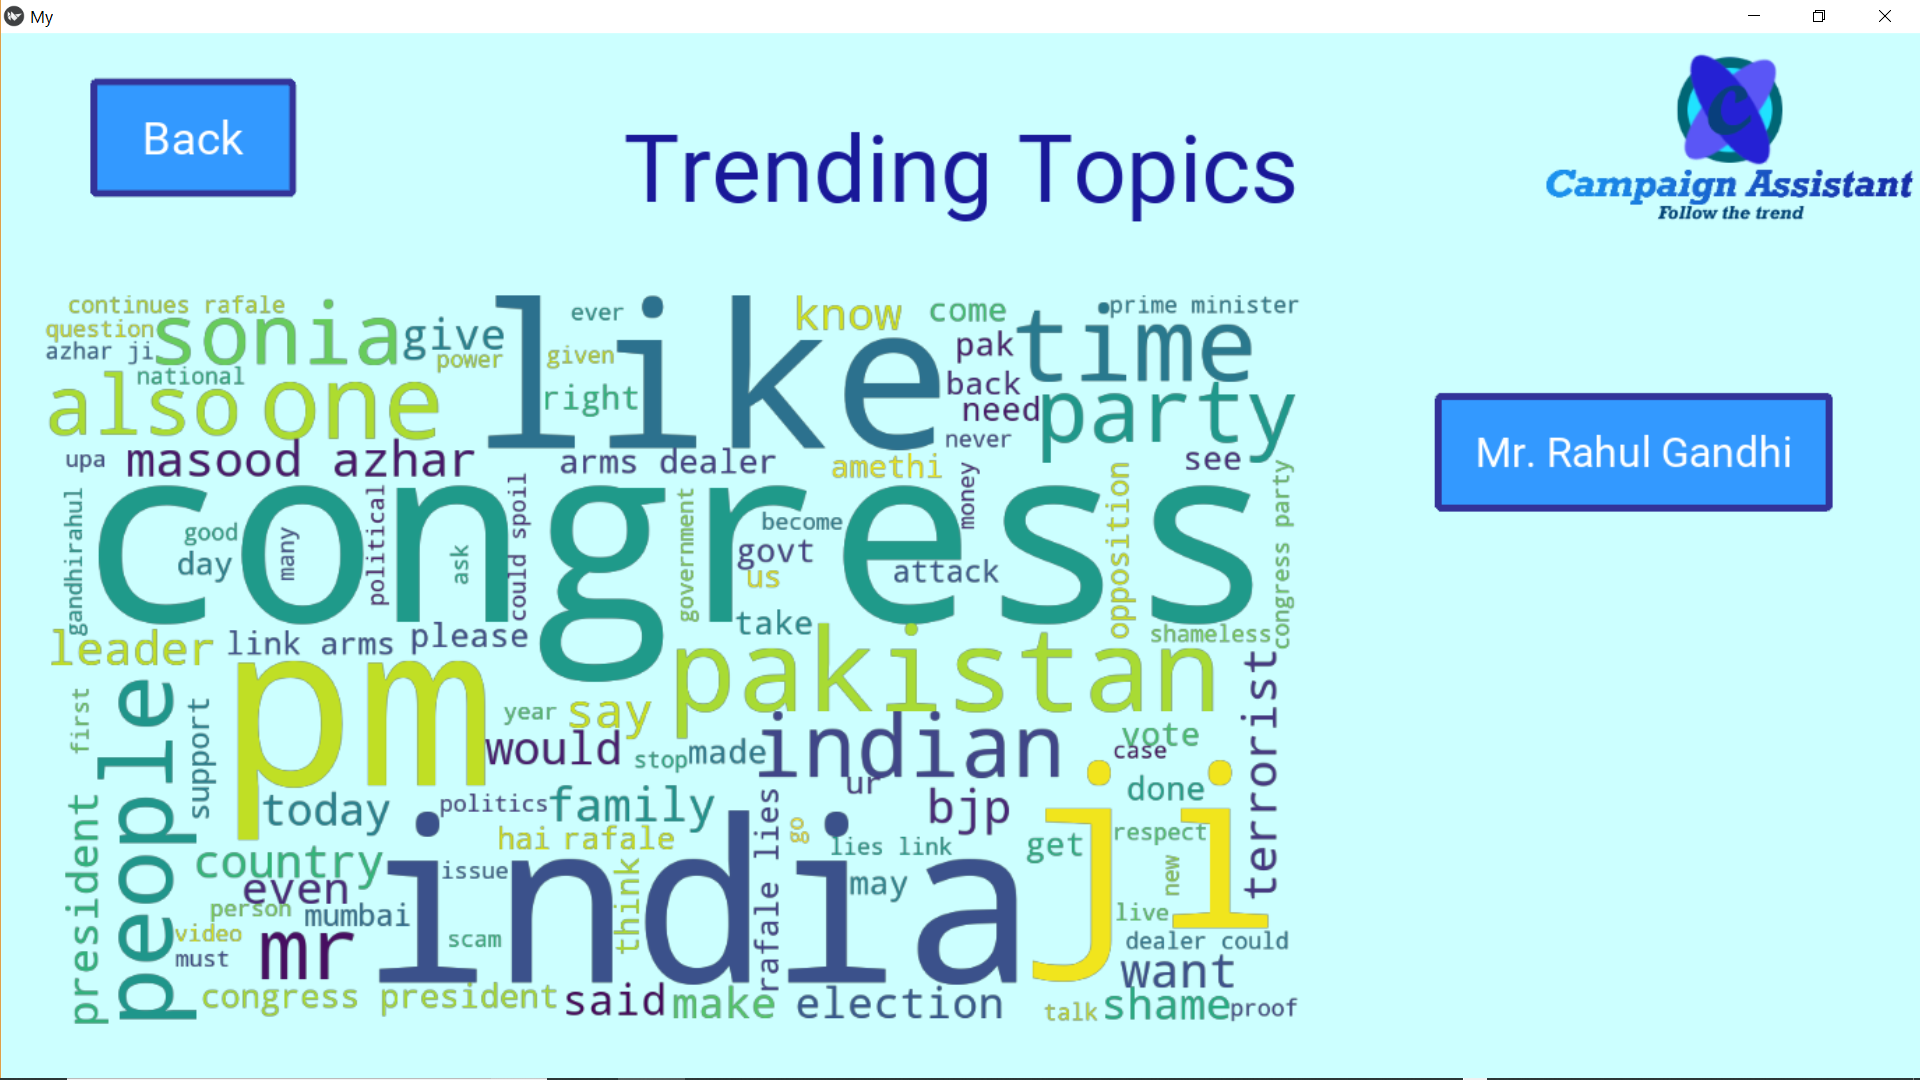 My
Back
Trending Topics
C
Campaign Assistant
Follow the trend
continues rafale
question
azhar ji
sonia
give
power
national
also
one
like
ever
given
right
know
come
pak
back
need
never
time
prime minister
party
see
upa
masood azhar
arms dealer
amethi
money
Mr. Rahul Gandhi
congress
gandhirahul
good
day
many
political
ask
could spoil
government
become
govt
us
take
attack
opposition
congress party
shameless
leader
link arms
please
pm
pakistan
people
first
support
year
say
would
stop
made
indian
ur
vote
case
terrorist
done
today
politics
family
bjp
ji
hai
rafale
rafale lies
go
lies link
get
respect
president
country
even
issue
india
think
may
new
person
mumbai
video
must
mr
scam
live
dealer could
want
congress president
said
make
election
talk
shame
proof